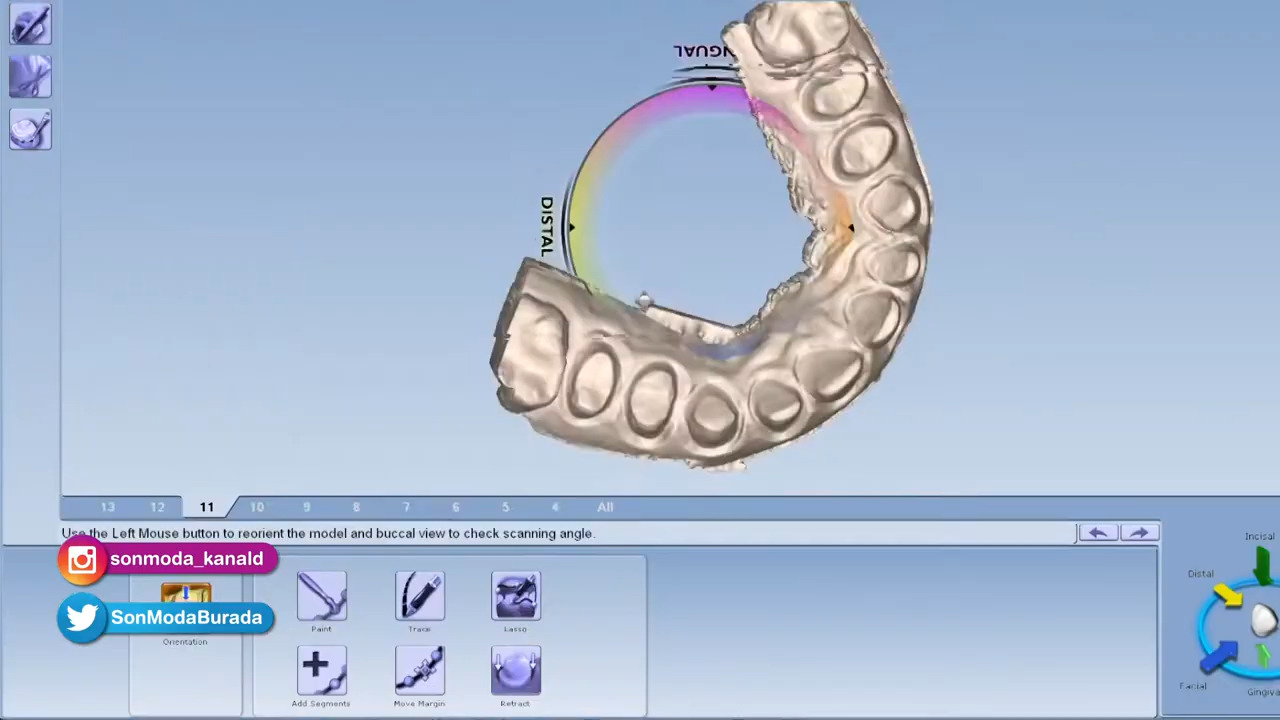 LINGUAL
DISTAL
13 12 11 10 9 8 7 6 5 4 All
Use the Left Mouse button to reorient the model and buccal view to check scanning angle.
sonmoda_kanald
SonModaBurada
Orientation
Paint Trace Lasso
Add Segments Move Margin Retract
Incisal
Distal
Facial
Gingiva